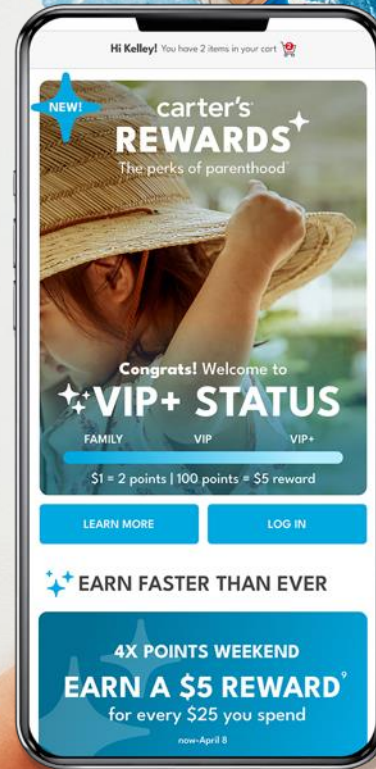 Hi Kelley! You have 2 items in your cart 2
NEW!
carter's
REWARDS
The perks of parenthood
Congrats! Welcome to
VIP+ STATUS
FAMILY VIP VIP+
$1 = 2 points | 100 points = $5 reward
LEARN MORE LOG IN
EARN FASTER THAN EVER
4X POINTS WEEKEND
EARN A $5 REWARD⁹
for every $25 you spend
now-April 8